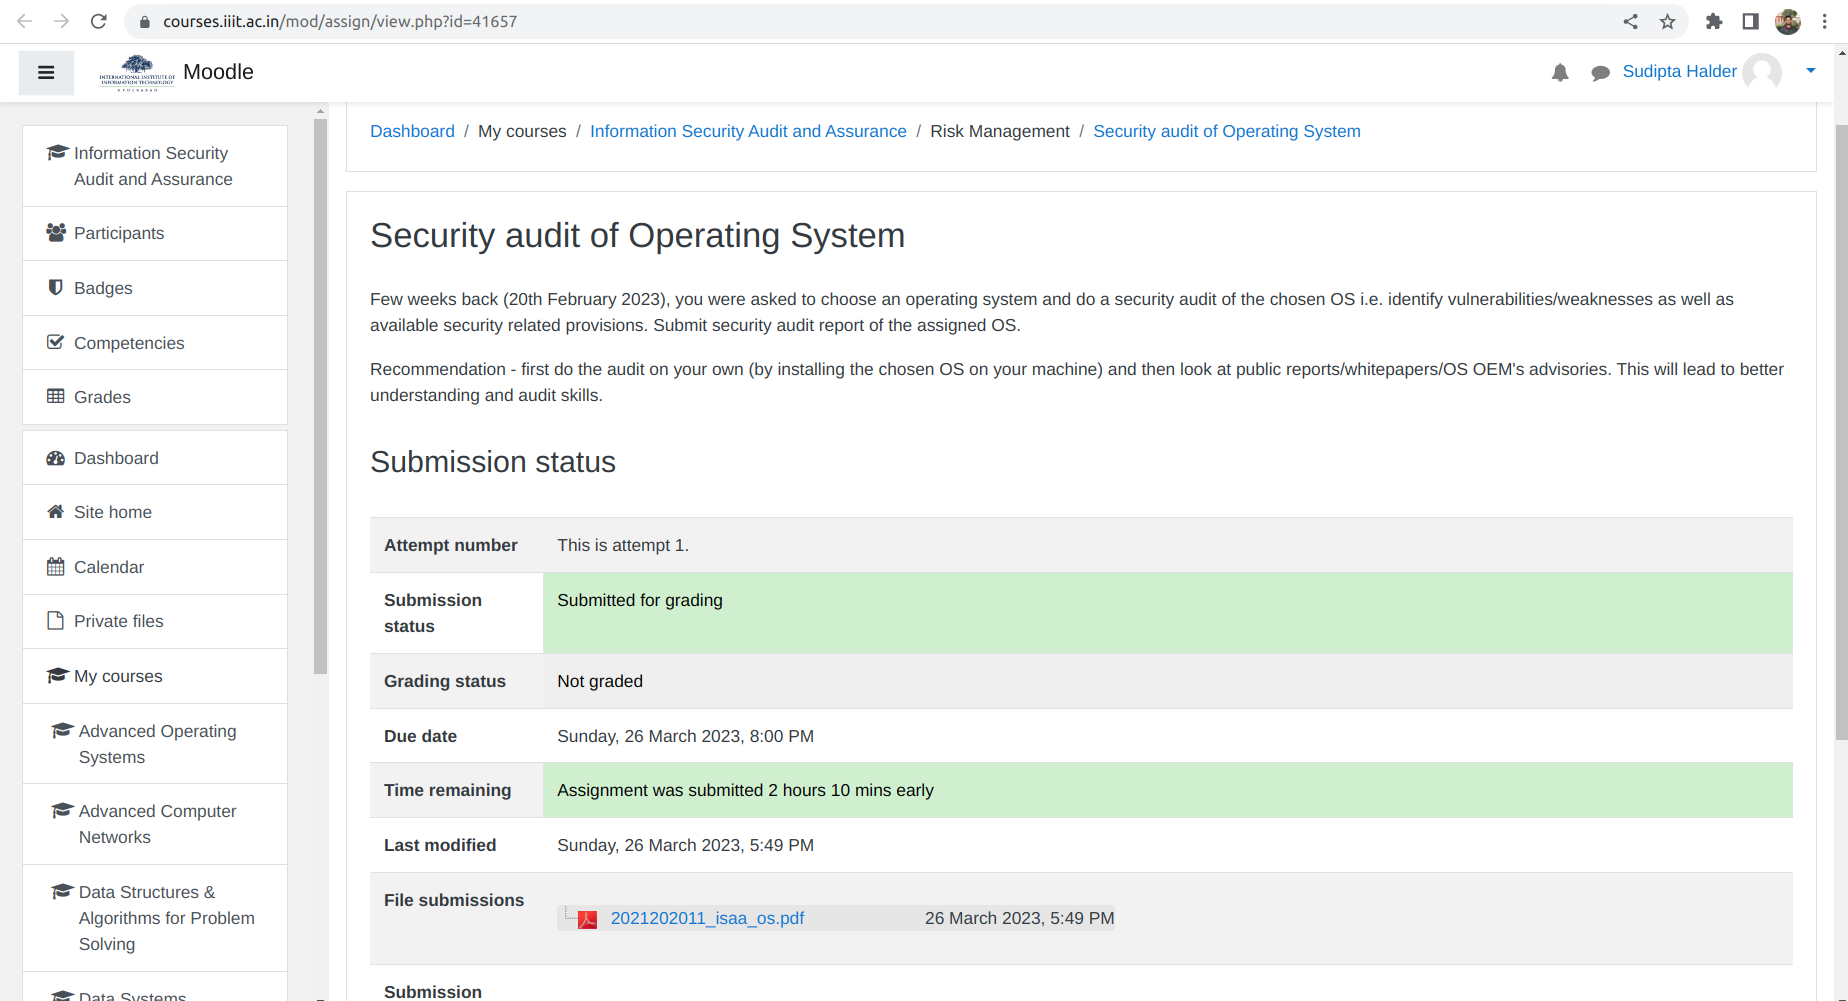 courses.iiit.ac.in/mod/assign/view.php?id=41657
INTERNATIONAL INSTITUTE OF
INFORMATION TECHNOLOGY
HYDERABAD
Moodle
Sudipta Halder
Information Security
Audit and Assurance
Participants
Badges
Competencies
Grades
Dashboard
Site home
Calendar
Private files
My courses
Advanced Operating
Systems
Advanced Computer
Networks
Data Structures &
Algorithms for Problem
Solving
Data Systems
Dashboard / My courses / Information Security Audit and Assurance / Risk Management / Security audit of Operating System
Security audit of Operating System
Few weeks back (20th February 2023), you were asked to choose an operating system and do a security audit of the chosen OS i.e. identify vulnerabilities/weaknesses as well as
available security related provisions. Submit security audit report of the assigned OS.
Recommendation - first do the audit on your own (by installing the chosen OS on your machine) and then look at public reports/whitepapers/OS OEM's advisories. This will lead to better
understanding and audit skills.
Submission status
Attempt number This is attempt 1.
Submission
status
Submitted for grading
Grading status Not graded
Due date Sunday, 26 March 2023, 8:00 PM
Time remaining Assignment was submitted 2 hours 10 mins early
Last modified Sunday, 26 March 2023, 5:49 PM
File submissions
2021202011_isaa_os.pdf 26 March 2023, 5:49 PM
Submission